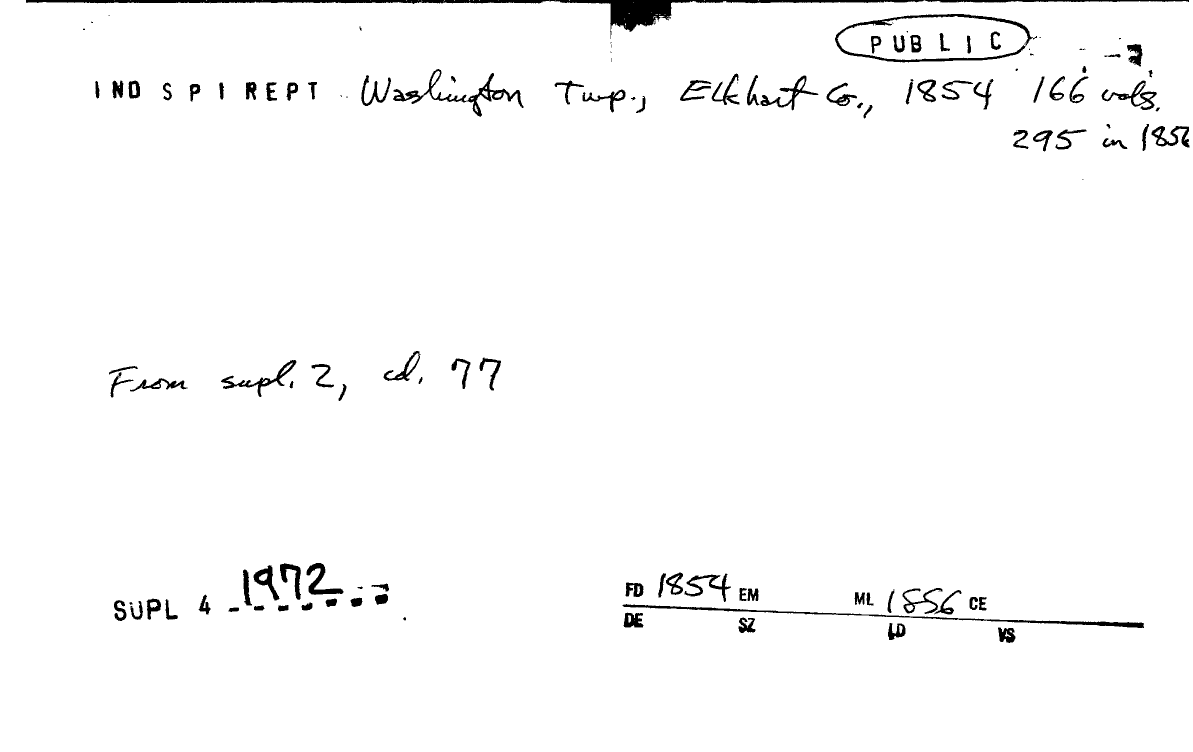 PUBLIC
IND S P I REPT Washington Twp., Elkhart Co., 1854 166 vols.
295 in 1856
From supl. 2, cd. 77
SUPL 4 1972
FD 1854 EM ML 1856 CE
DE SZ LD VS